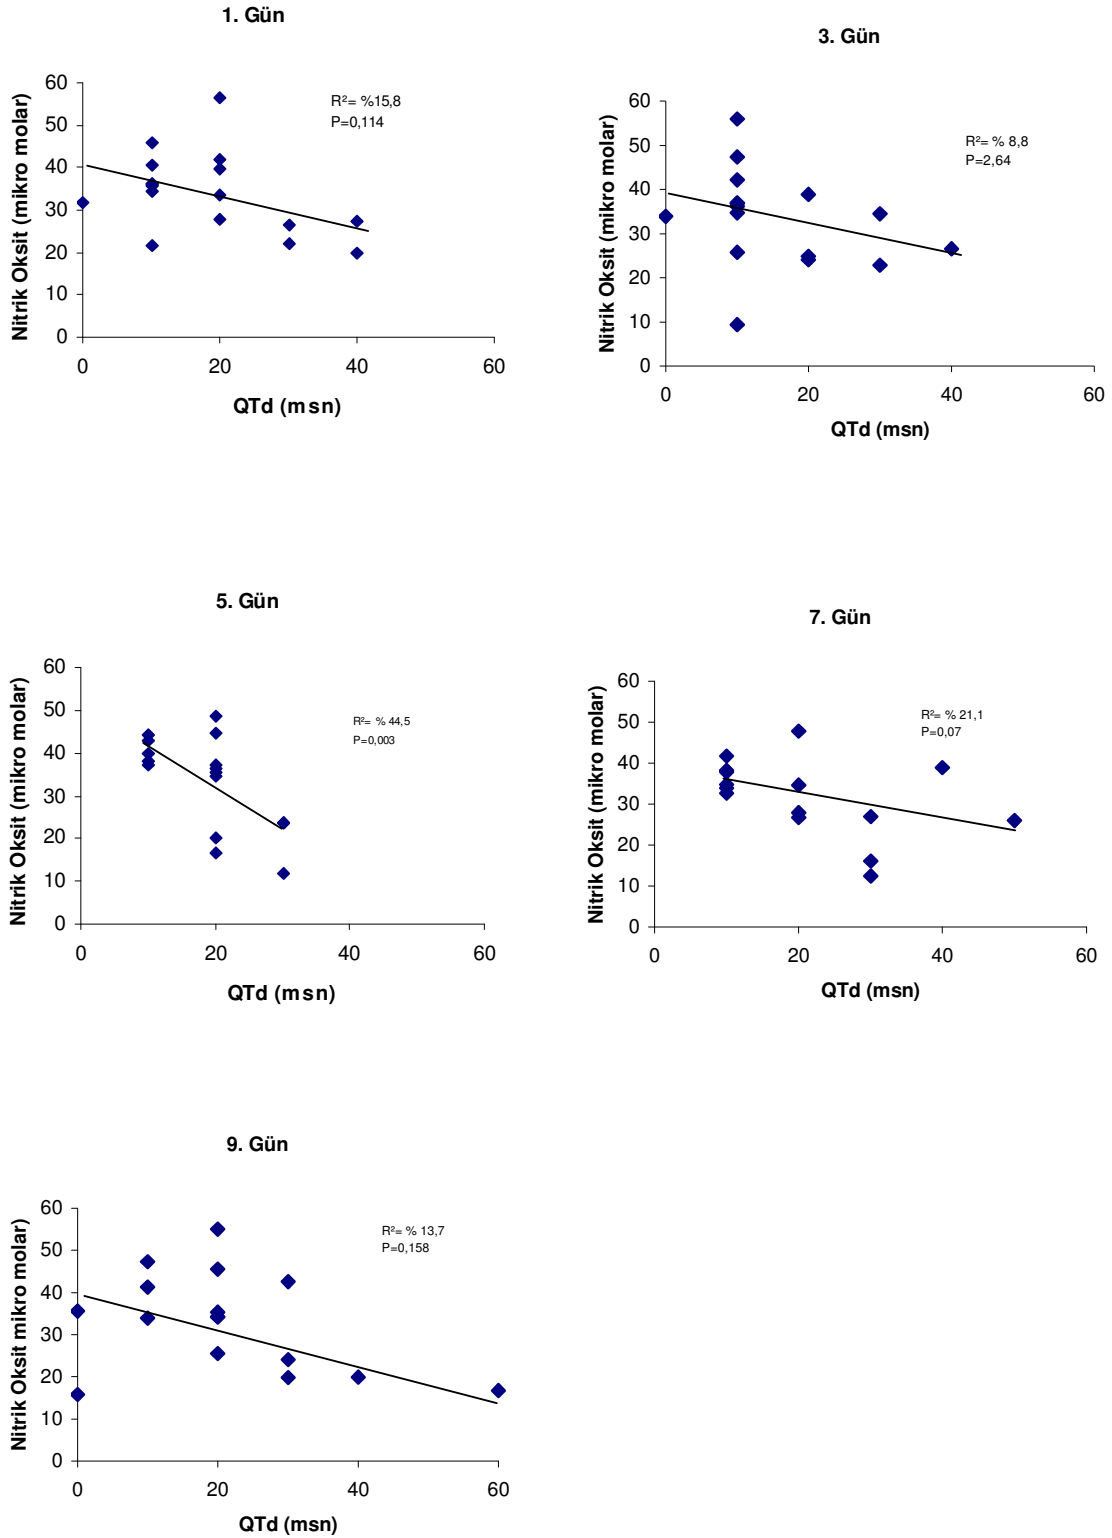 1. Gün
Nitrik Oksit (mikro molar)
60
50
40
30
20
10
0
R²= %15,8
P=0,114
0
20
40
60
QTd (msn)
3. Gün
Nitrik Oksit (mikro molar)
60
50
40
30
20
10
0
R²= % 8,8
P=2,64
0
20
40
60
QTd (msn)
5. Gün
Nitrik Oksit (mikro molar)
60
50
40
30
20
10
0
R²= % 44,5
P=0,003
0
20
40
60
QTd (msn)
7. Gün
Nitrik Oksit (mikro molar)
60
50
40
30
20
10
0
R²= % 21,1
P=0,07
0
20
40
60
QTd (msn)
9. Gün
Nitrik Oksit mikro molar)
60
50
40
30
20
10
0
R²= % 13,7
P=0,158
0
20
40
60
QTd (msn)